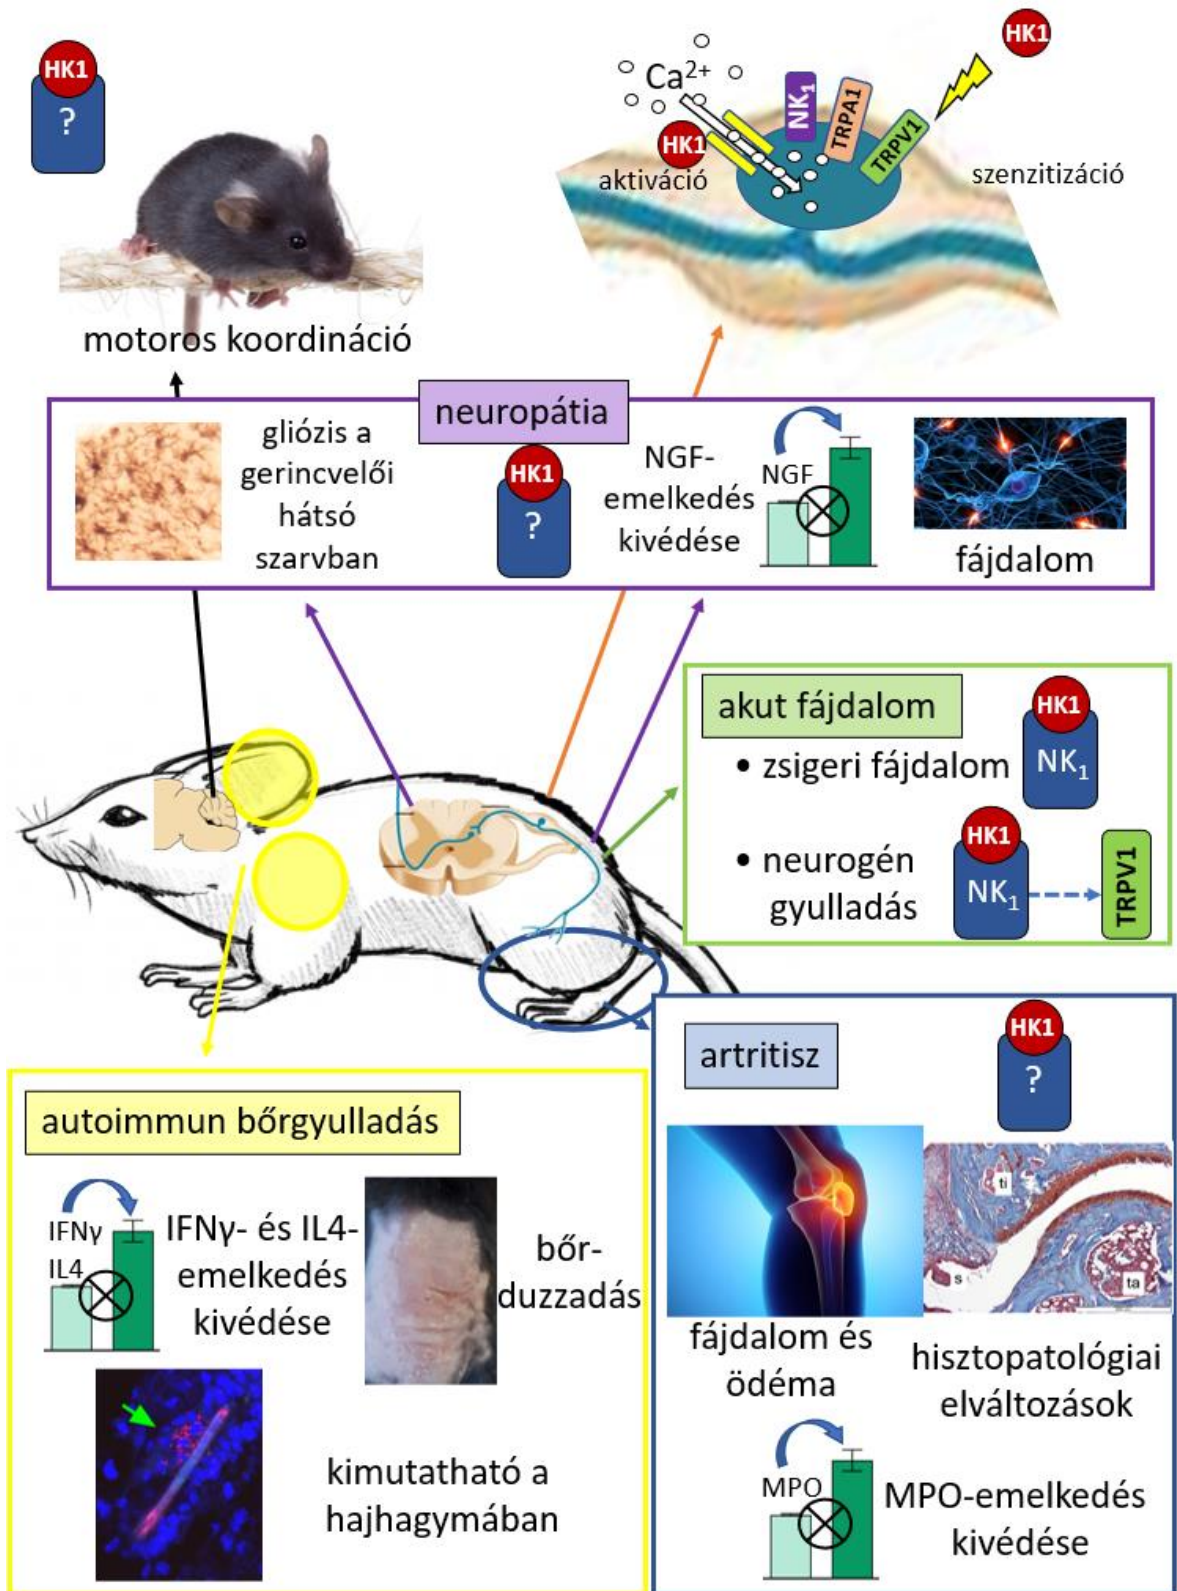 HK1
?
motoros koordináció
Ca²⁺
HK1
aktiváció
NK₁
TRPA1
TRPV1
HK1
szenzitizáció
neuropátia
gliózis a
gerincvelői
hátsó
szarvban
HK1
?
NGF-
emelkedés
kivédése
NGF
fájdalom
akut fájdalom
• zsigeri fájdalom
HK1
NK₁
• neurogén
gyulladás
HK1
NK₁
TRPV1
autoimmun bőrgyulladás
IFNγ
IL4
IFNγ- és IL4-
emelkedés
kivédése
bőr-
duzzadás
kimutatható a
hajhagymában
artritisz
HK1
?
fájdalom és
ödéma
ti
s
ta
hisztopatológiai
elváltozások
MPO
MPO-emelkedés
kivédése